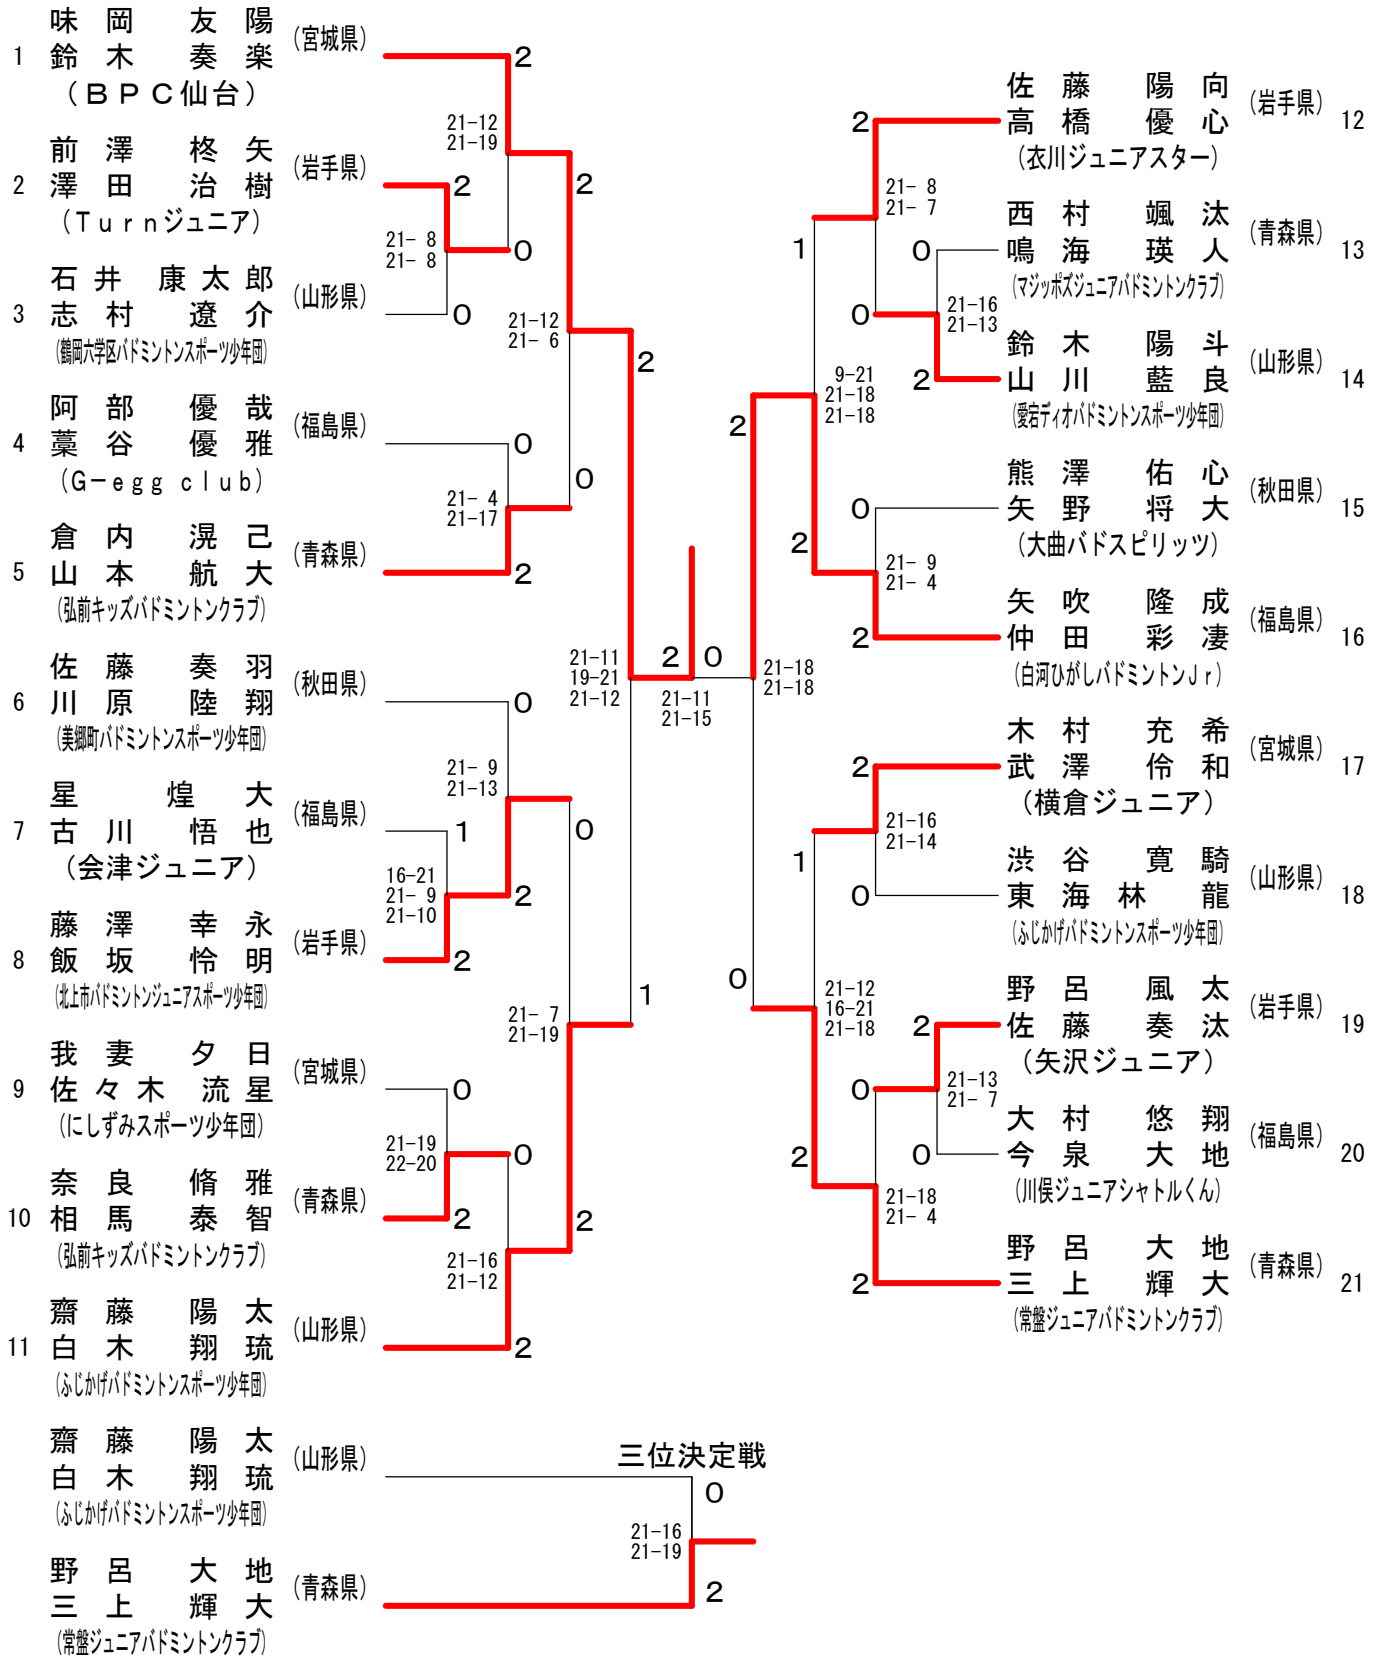 味岡 友陽
1 鈴木 奏楽 (宮城県)
(ＢＰＣ仙台)
前澤 柊矢
2 澤田 治樹 (岩手県)
(Ｔｕｒｎジュニア)
石井 康太郎
3 志村 遼介 (山形県)
(鶴岡六学区バドミントンスポーツ少年団)
阿部 優哉
4 藁谷 優雅 (福島県)
(G－egg club)
倉内 滉己
5 山本 航大 (青森県)
(弘前キッズバドミントンクラブ)
佐藤 奏羽
6 川原 陸翔 (秋田県)
(美郷町バドミントンスポーツ少年団)
星 煌大
7 古川 悟也 (福島県)
(会津ジュニア)
藤澤 幸永
8 飯坂 怜明 (岩手県)
(北上市バドミントンジュニアスポーツ少年団)
我妻 夕日
9 佐々木 流星 (宮城県)
(にしずみスポーツ少年団)
奈良 脩雅
10 相馬 泰智 (青森県)
(弘前キッズバドミントンクラブ)
齋藤 陽太
11 白木 翔琉 (山形県)
(ふじかげバドミントンスポーツ少年団)
2
21-12
21-19
0
2
21- 8
21- 8
0
2
21-12
21- 6
0
0
21- 4
21-17
2
2
21-11
19-21
21-12
1
0
21- 9
21-13
2
1
16-21
21- 9
21-10
2
0
21- 7
21-19
2
0
21-19
22-20
2
0
21-16
21-12
2
2 0
21-11
21-15
佐藤 陽向
高橋 優心 (岩手県) 12
(衣川ジュニアスター)
西村 颯汰
鳴海 瑛人 (青森県) 13
(マジッポズジュニアバドミントンクラブ)
鈴木 陽斗
山川 藍良 (山形県) 14
(愛宕ディオバドミントンスポーツ少年団)
熊澤 佑心
矢野 将大 (秋田県) 15
(大曲バドスピリッツ)
矢吹 隆成
仲田 彩凄 (福島県) 16
(白河ひがしバドミントンＪｒ)
木村 充希
武澤 伶和 (宮城県) 17
(横倉ジュニア)
渋谷 寛騎
東海林 龍 (山形県) 18
(ふじかげバドミントンスポーツ少年団)
野呂 風太
佐藤 奏汰 (岩手県) 19
(矢沢ジュニア)
大村 悠翔
今泉 大地 (福島県) 20
(川俣ジュニアシャトルくん)
野呂 大地
三上 輝大 (青森県) 21
(常盤ジュニアバドミントンクラブ)
2
21- 8
21- 7
0
0
21-16
21-13
2
1
9-21
21-18
21-18
2
0
21- 9
21- 4
2
2
21-18
21-18
0
2
21-16
21-14
0
1
21-12
16-21
21-18
2
2
21-13
21- 7
0
0
21-18
21- 4
2
三位決定戦
齋藤 陽太
白木 翔琉 (山形県)
(ふじかげバドミントンスポーツ少年団)
0
21-16
21-19
2
野呂 大地
三上 輝大 (青森県)
(常盤ジュニアバドミントンクラブ)